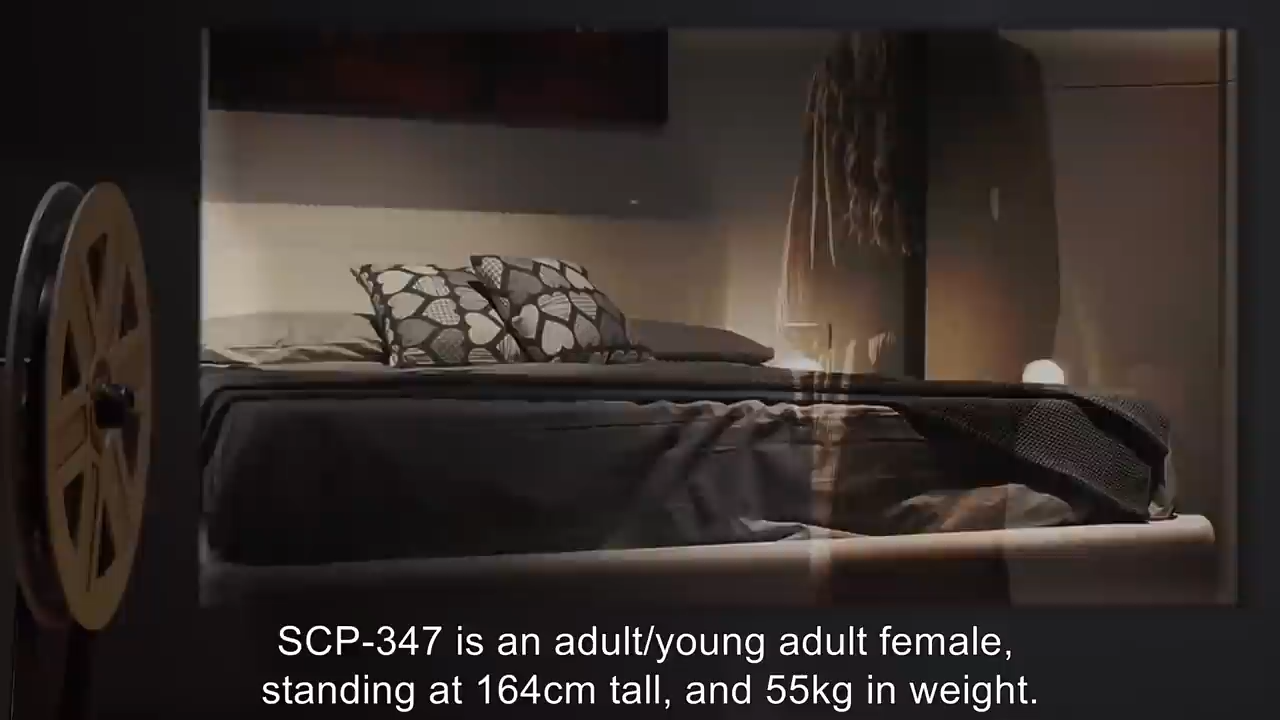 SCP-347 is an adult/young adult female,
standing at 164cm tall, and 55kg in weight.